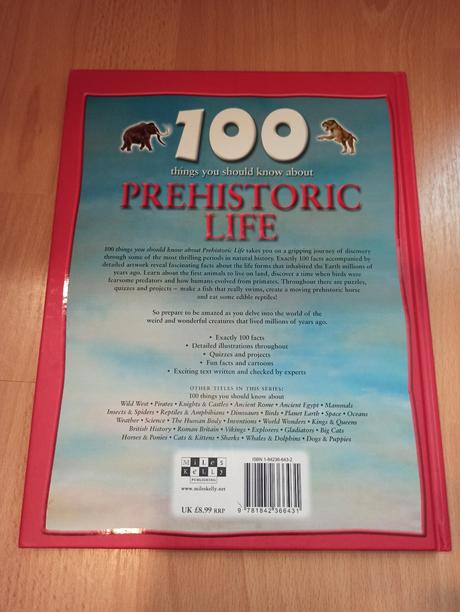 100
things you should know about
PREHISTORIC
LIFE
100 things you should know about Prehistoric Life takes you on a gripping journey of discovery
through some of the most thrilling periods in natural history. Exactly 100 facts accompanied by
detailed artwork reveal fascinating facts about the life forms that inhabited the Earth millions of
years ago. Learn about the first animals to live on land, discover a time when birds were
fearsome predators and how humans evolved from primates. Throughout there are puzzles,
quizzes and projects – make a fish that really swims, create a moving prehistoric horse
and eat some edible reptiles!
So prepare to be amazed as you delve into the world of the
weird and wonderful creatures that lived millions of years ago.
• Exactly 100 facts
• Detailed illustrations throughout
• Quizzes and projects
• Fun facts and cartoons
• Exciting text written and checked by experts
OTHER TITLES IN THIS SERIES:
100 things you should know about
Wild West • Pirates • Knights & Castles • Ancient Rome • Ancient Egypt • Mammals
Insects & Spiders • Reptiles & Amphibians • Dinosaurs • Birds • Planet Earth • Space • Oceans
Weather • Science • The Human Body • Inventions • World Wonders • Kings & Queens
British History • Roman Britain • Vikings • Explorers • Gladiators • Big Cats
Horses & Ponies • Cats & Kittens • Sharks • Whales & Dolphins • Dogs & Puppies
Miles
Kelly
PUBLISHING
www.mileskelly.net
UK £8.99 RRP
ISBN 1-84236-643-2
9 781842 366431